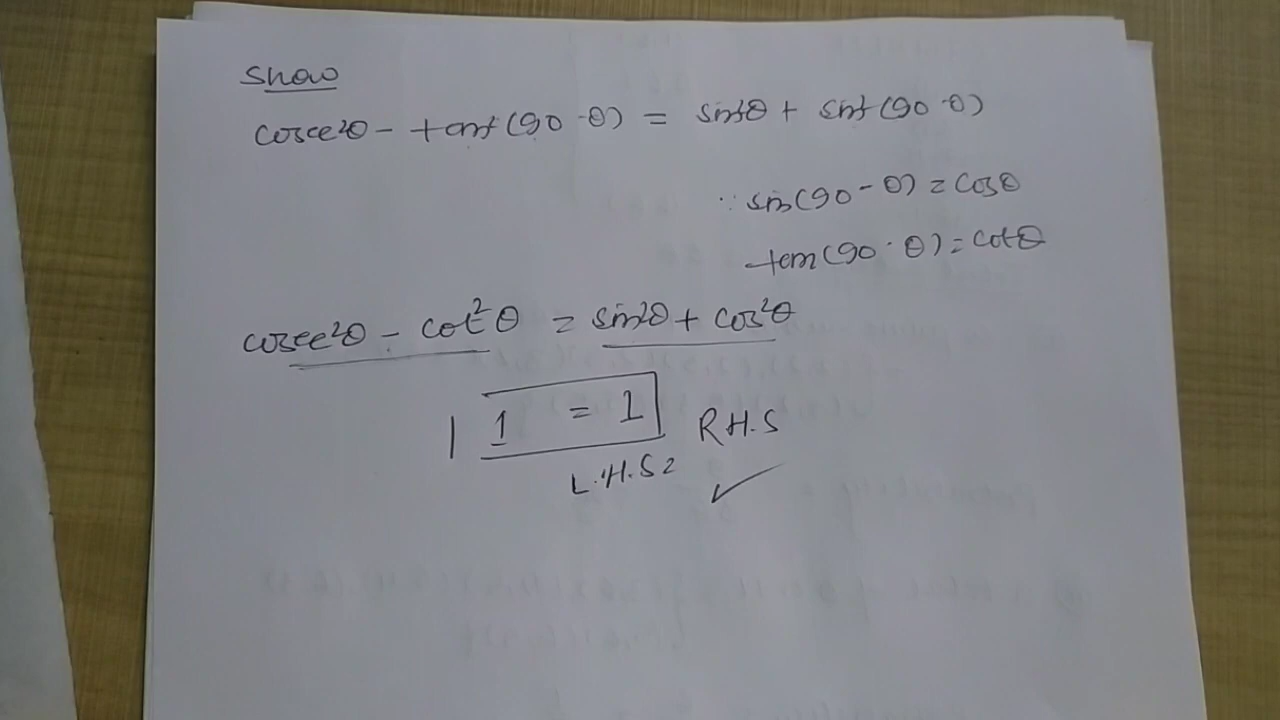 Show
cosec²θ - tan²(90-θ) = sin²θ + sin²(90-θ)
∵ sin(90-θ) = cosθ
tan(90-θ) = cotθ
cosec²θ - cot²θ = sin²θ + cos²θ
| 1 = 1 R.H.S
L.H.S =